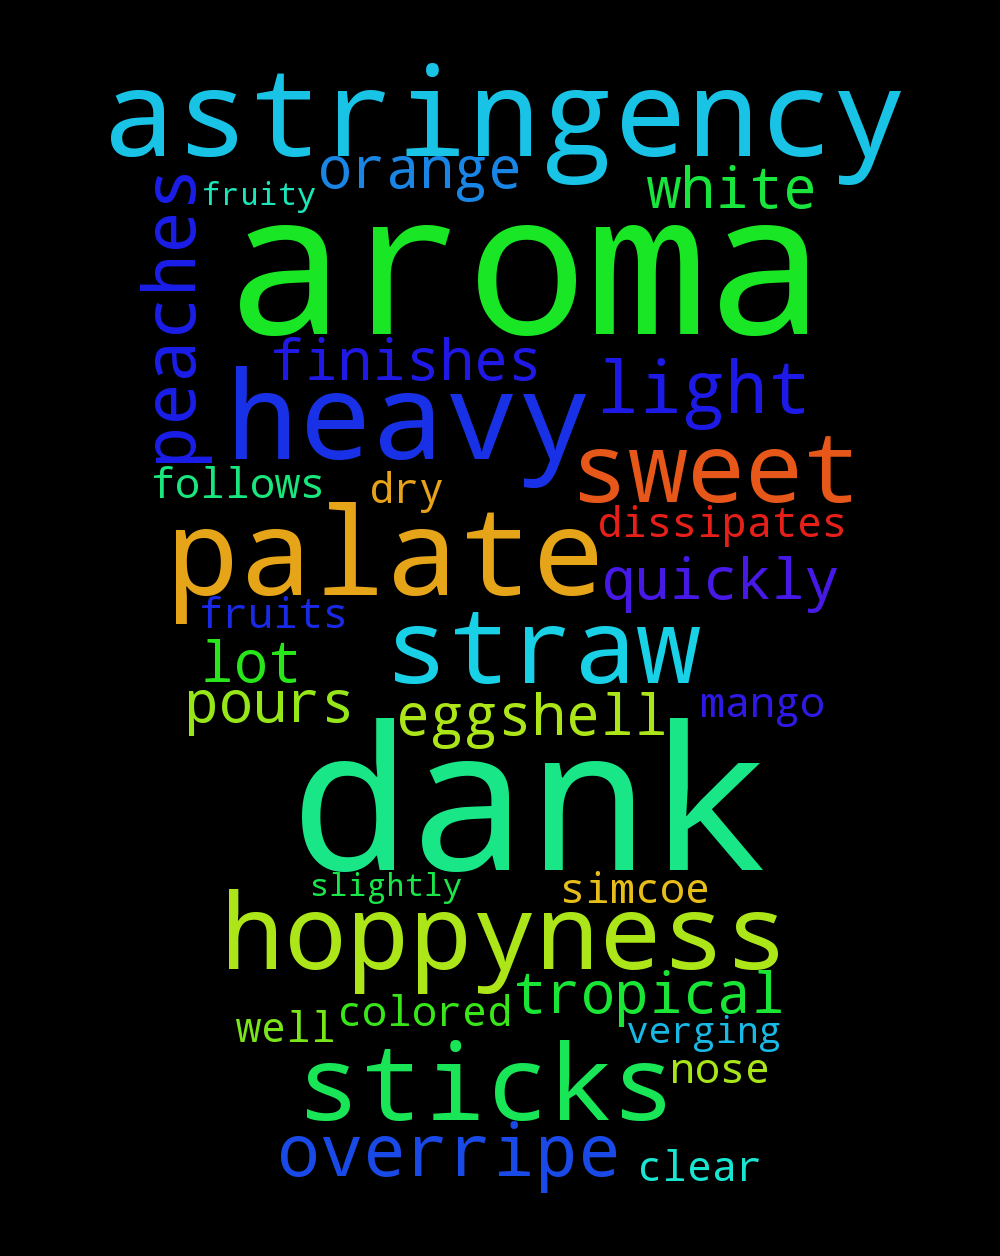 astringency
orange
fruity
white
peaches
aroma
finishes
light
heavy
sweet
follows
dry
palate
dissipates
quickly
fruits
straw
lot
pours
eggshell
mango
dank
slightly
simcoe
hoppyness
tropical
colored
well
verging
sticks
nose
overripe
clear